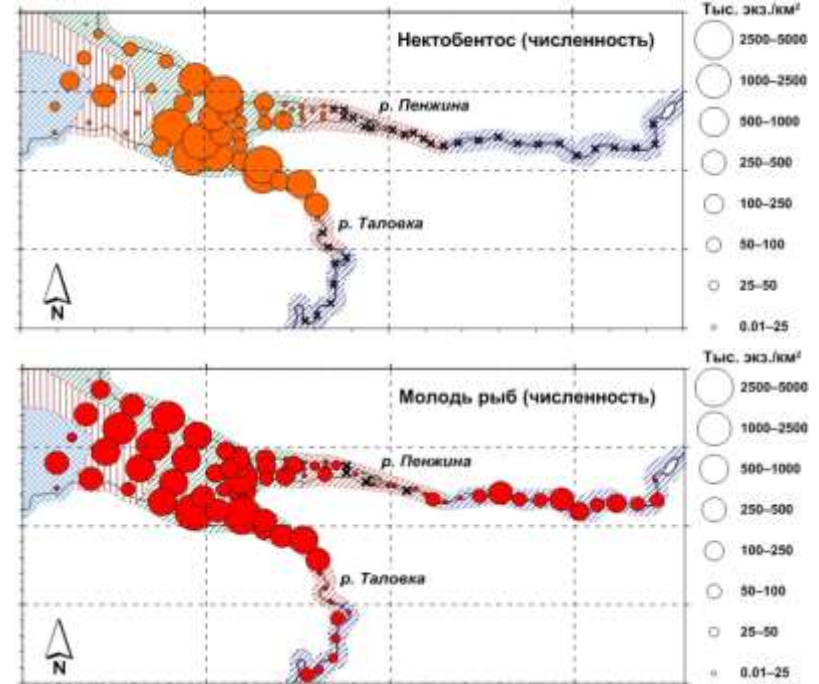 Тыс. экз./км²
Нектобентос (численность)
2500–5000
1000–2500
р. Пенжина
500–1000
250–500
100–250
р. Таловка
50–100
25–50
N
0.01–25
Тыс. экз./км²
Молодь рыб (численность)
2500–5000
1000–2500
р. Пенжина
500–1000
250–500
100–250
р. Таловка
50–100
25–50
N
0.01–25